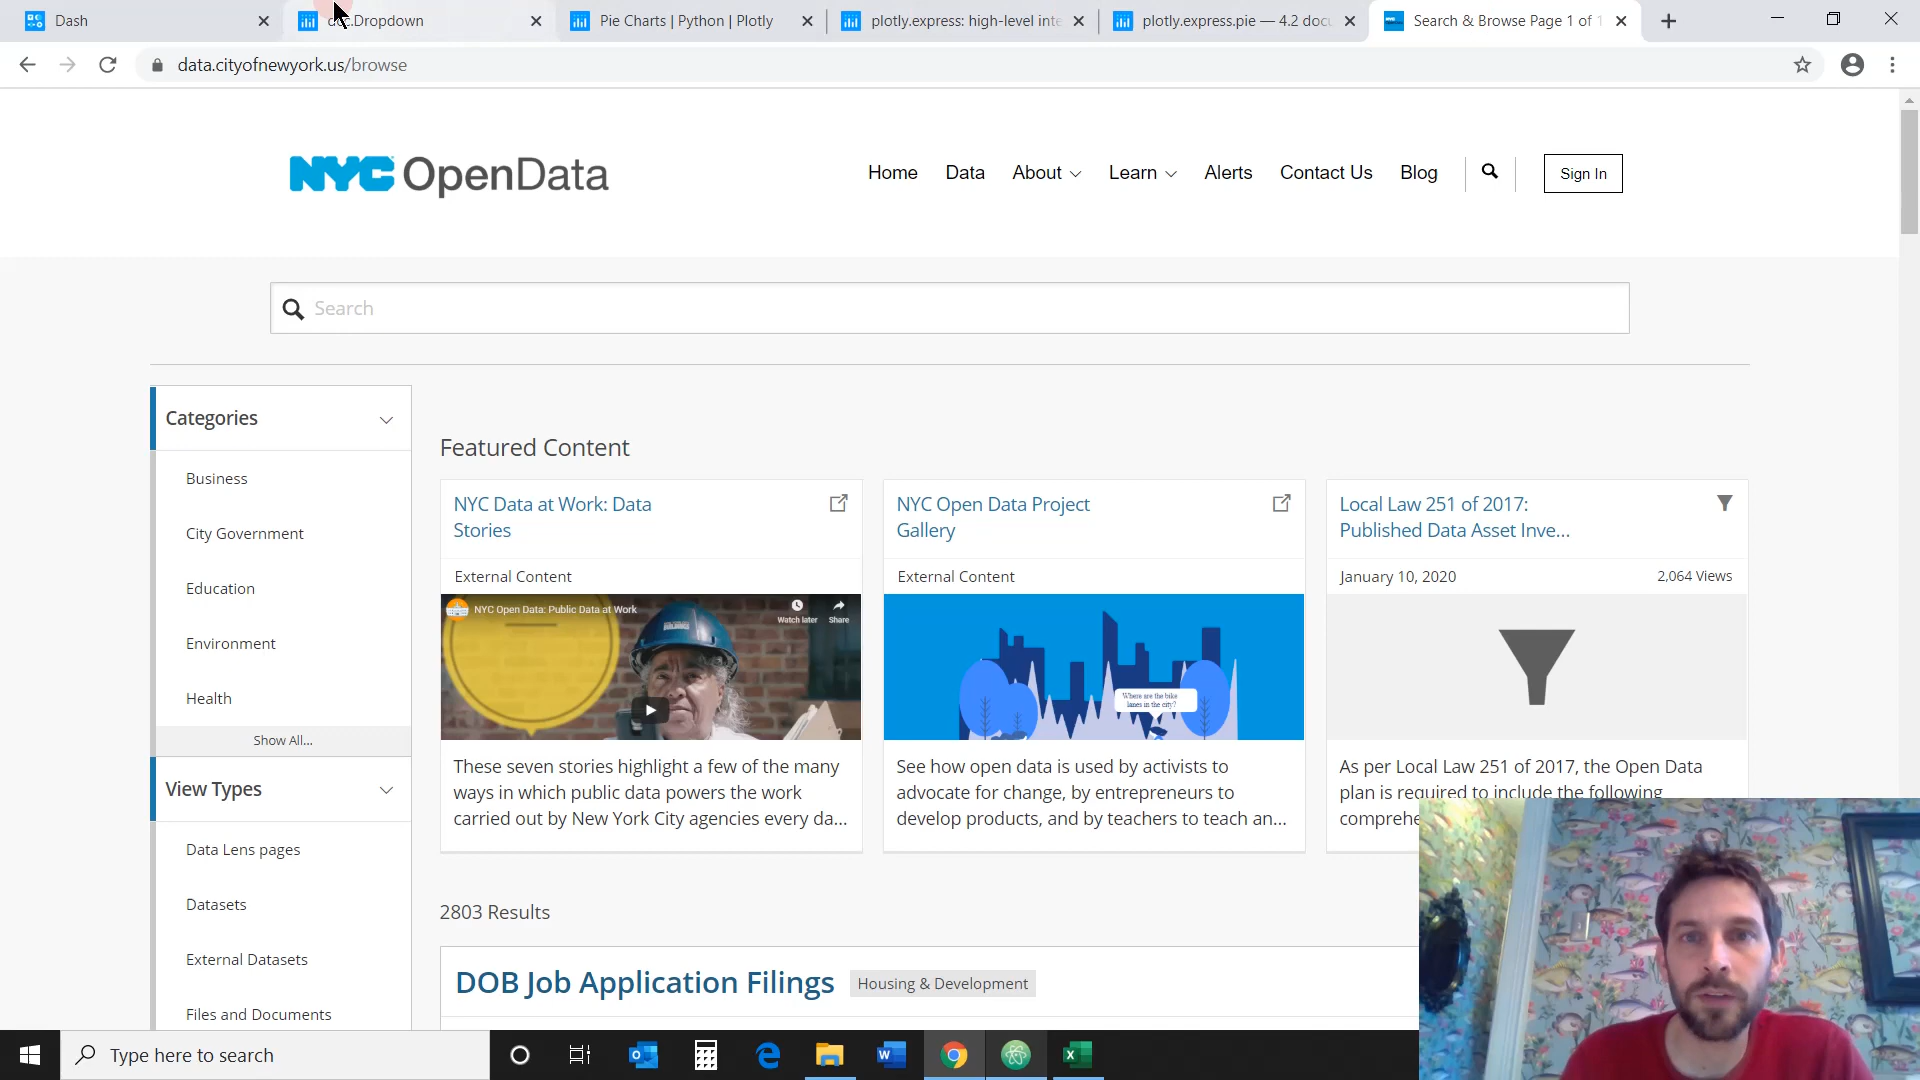 Dash
Pie Charts | Python | Plotly
plotly.express: high-level inte
plotly.express.pie — 4.2 docu
Search & Browse Page 1 of 1
data.cityofnewyork.us/browse
NYC OpenData
Home
Data
About
Learn
Alerts
Contact Us
Blog
Sign In
Search
Categories
Business
City Government
Education
Environment
Health
Show All...
View Types
Data Lens pages
Datasets
External Datasets
Files and Documents
Featured Content
NYC Data at Work: Data
Stories
External Content
NYC Open Data: Public Data at Work
Watch later
Share
These seven stories highlight a few of the many
ways in which public data powers the work
carried out by New York City agencies every da...
NYC Open Data Project
Gallery
External Content
Where are the bike
lanes in the city?
See how open data is used by activists to
advocate for change, by entrepreneurs to
develop products, and by teachers to teach an...
Local Law 251 of 2017:
Published Data Asset Inve...
January 10, 2020
2,064 Views
As per Local Law 251 of 2017, the Open Data
plan is required to include the following
comprehe
2803 Results
DOB Job Application Filings
Housing & Development
Type here to search